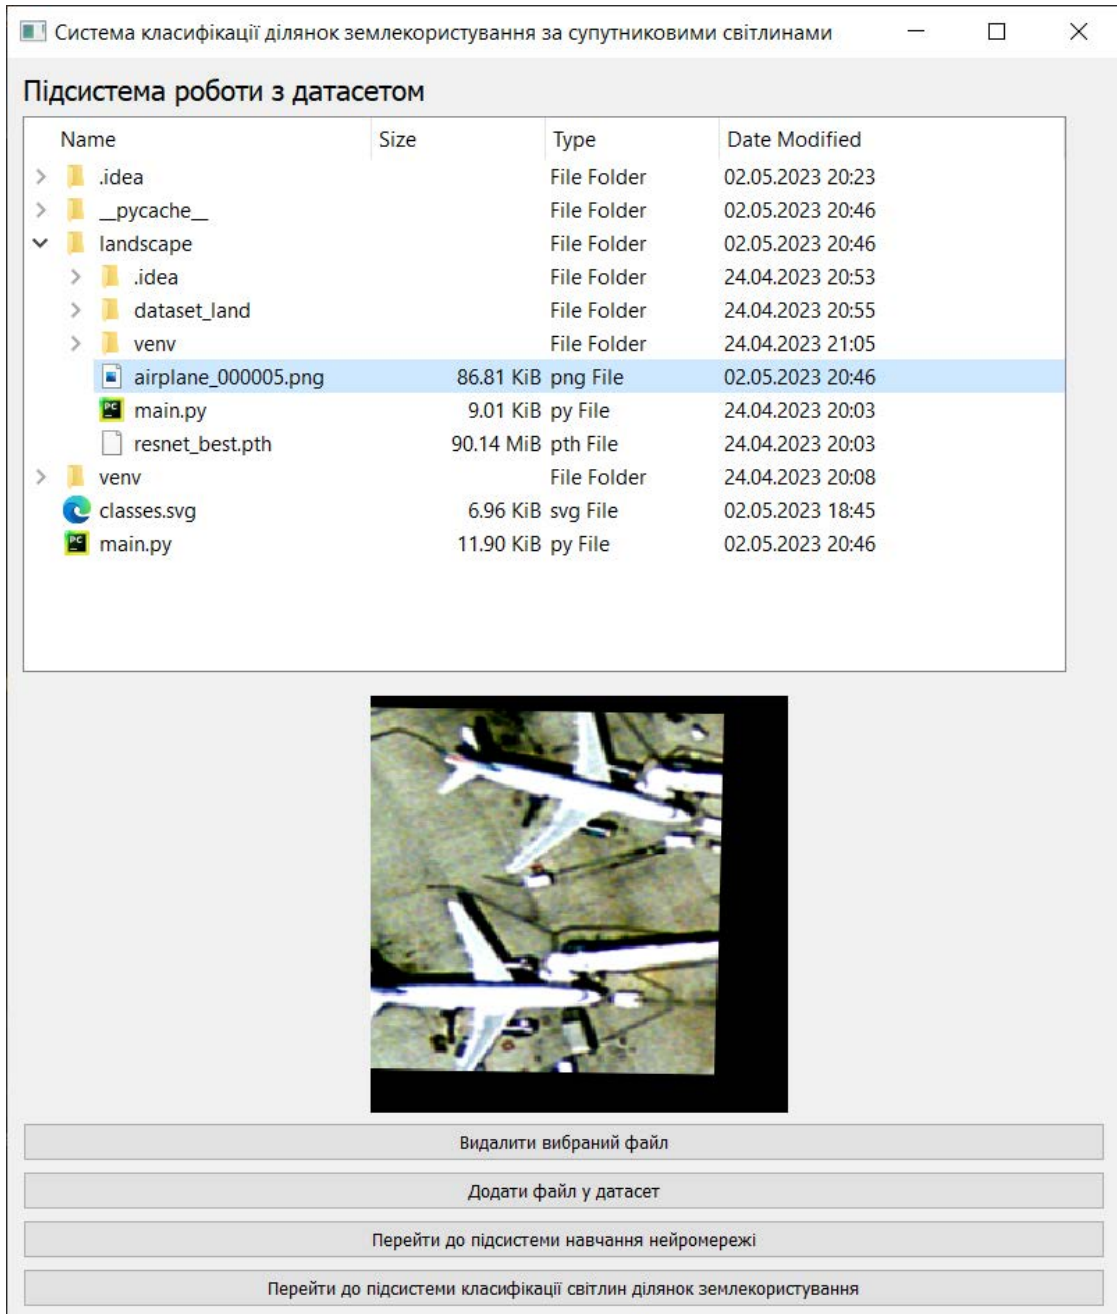 Система класифікації ділянок землекористування за супутниковими світлинами
Підсистема роботи з датасетом
Name Size Type Date Modified
.idea File Folder 02.05.2023 20:23
__pycache__ File Folder 02.05.2023 20:46
landscape File Folder 02.05.2023 20:46
.idea File Folder 24.04.2023 20:53
dataset_land File Folder 24.04.2023 20:55
venv File Folder 24.04.2023 21:05
airplane_000005.png 86.81 KiB png File 02.05.2023 20:46
main.py 9.01 KiB py File 24.04.2023 20:03
resnet_best.pth 90.14 MiB pth File 24.04.2023 20:03
venv File Folder 24.04.2023 20:08
classes.svg 6.96 KiB svg File 02.05.2023 18:45
main.py 11.90 KiB py File 02.05.2023 20:46
Видалити вибраний файл
Додати файл у датасет
Перейти до підсистеми навчання нейромережі
Перейти до підсистеми класифікації світлин ділянок землекористування